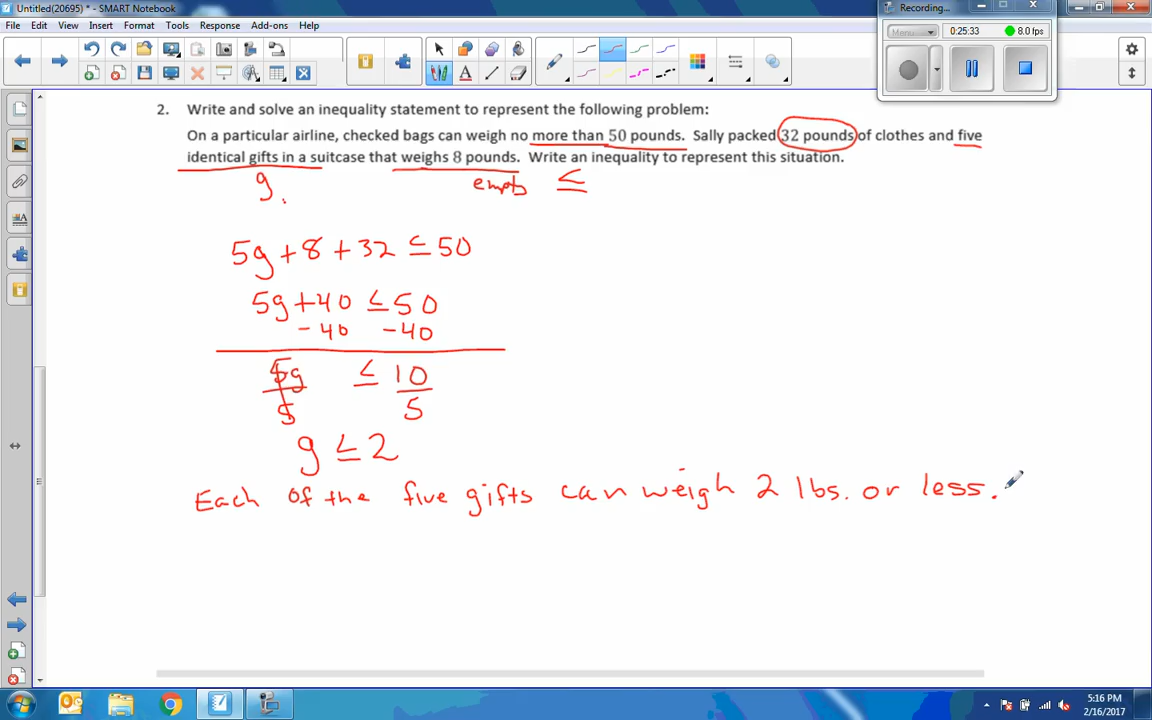 Untitled(20695) * - SMART Notebook
Recording...
File Edit View Insert Format Tools Response Add-ons Help
Menu
0:25:33
8.0 fps
2. Write and solve an inequality statement to represent the following problem:
On a particular airline, checked bags can weigh no more than 50 pounds. Sally packed 32 pounds of clothes and five
identical gifts in a suitcase that weighs 8 pounds. Write an inequality to represent this situation.
g. empty ≤
5g + 8 + 32 ≤ 50
5g + 40 ≤ 50
- 40 - 40
5g ≤ 10
5 5
g ≤ 2
Each of the five gifts can weigh 2 lbs. or less.
5:16 PM
2/16/2017